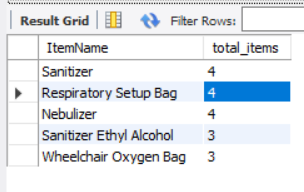 Result Grid Filter Rows:
ItemName total_items
Sanitizer 4
Respiratory Setup Bag 4
Nebulizer 4
Sanitizer Ethyl Alcohol 3
Wheelchair Oxygen Bag 3